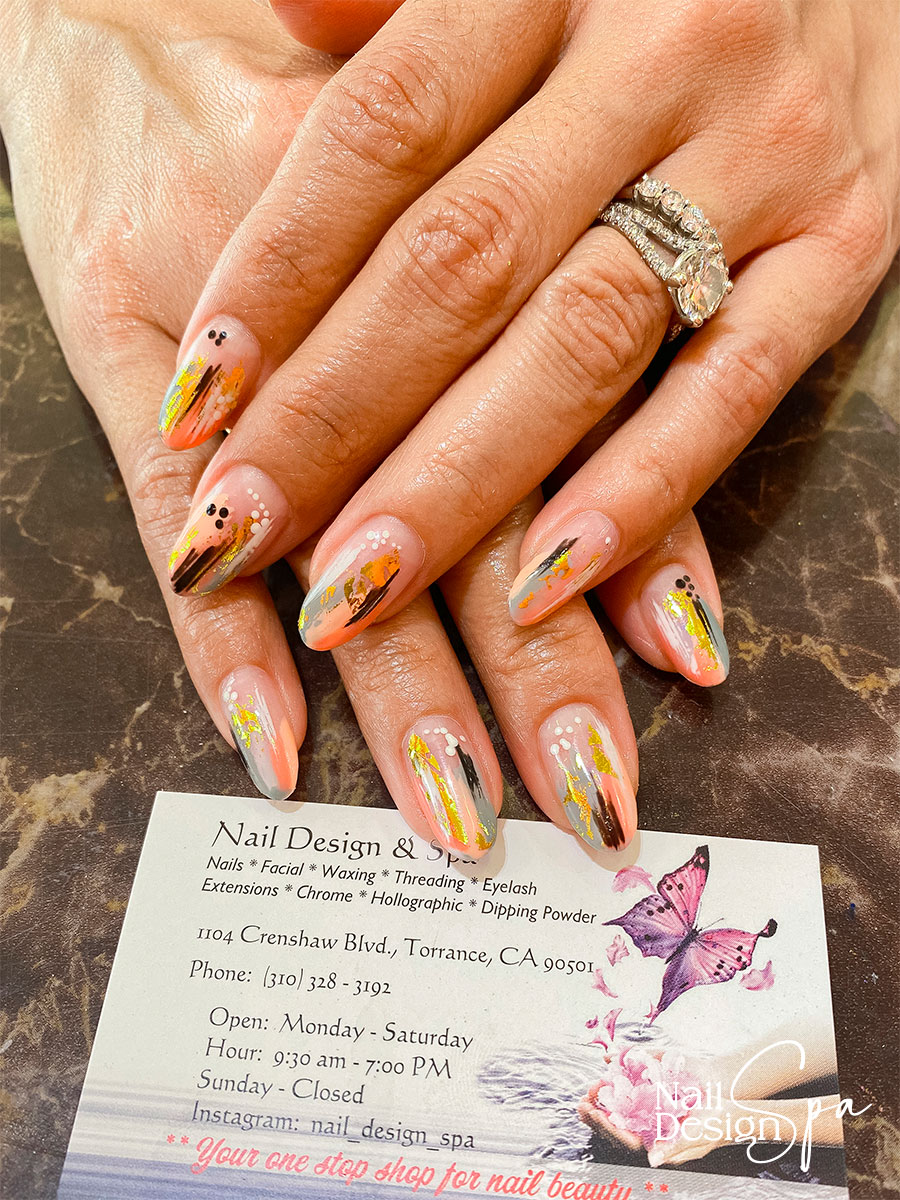 Nail Design & Spa
Nails * Facial * Waxing * Threading * Eyelash
Extensions * Chrome * Hollographic * Dipping Powder
1104 Crenshaw Blvd., Torrance, CA 90501
Phone: (310) 328 - 3192
Open: Monday - Saturday
Hour: 9:30 am - 7:00 PM
Sunday - Closed
Instagram: nail_design_spa
**Your one stop shop for nail beauty **
Nail
Design Spa